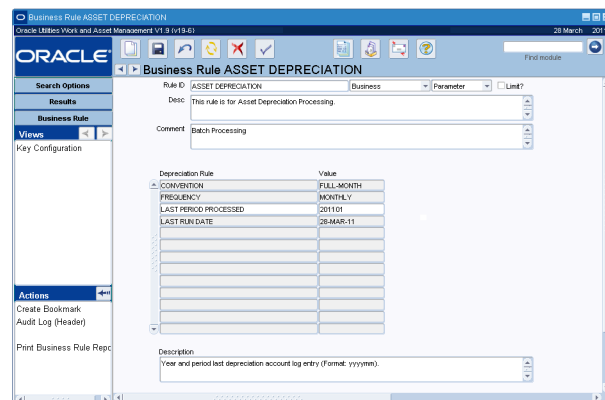 Business Rule ASSET DEPRECIATION
Oracle Utilities Work and Asset Management V1.9 (v19-6)
28 March 201
ORACLE
Find module
Business Rule ASSET DEPRECIATION
Search Options
Results
Business Rule
Views
Key Configuration
Rule ID ASSET DEPRECIATION Business Parameter Limit?
Desc This rule is for Asset Depreciation Processing.
Comment Batch Processing
Depreciation Rule Value
CONVENTION FULL-MONTH
FREQUENCY MONTHLY
LAST PERIOD PROCESSED 201101
LAST RUN DATE 28-MAR-11
Actions
Create Bookmark
Audit Log (Header)
Print Business Rule Repo
Description
Year and period last depreciation account log entry (Format: yyyymm).